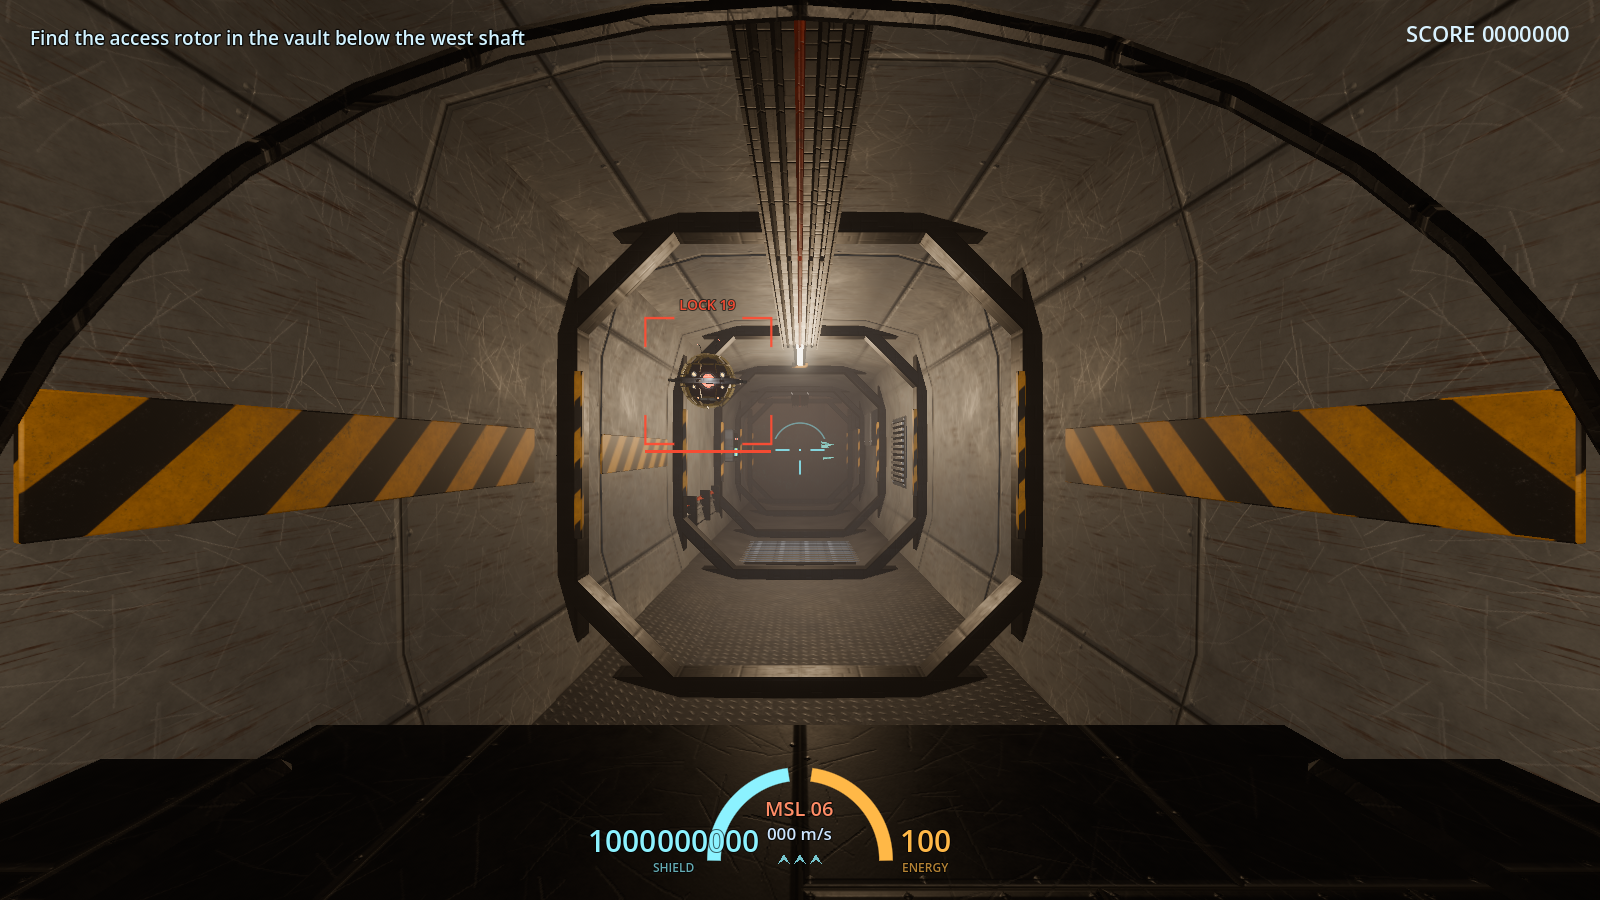 Find the access rotor in the vault below the west shaft
SCORE 0000000
LOCK 19
MSL 06
1000000000
000 m/s
100
SHIELD
ENERGY